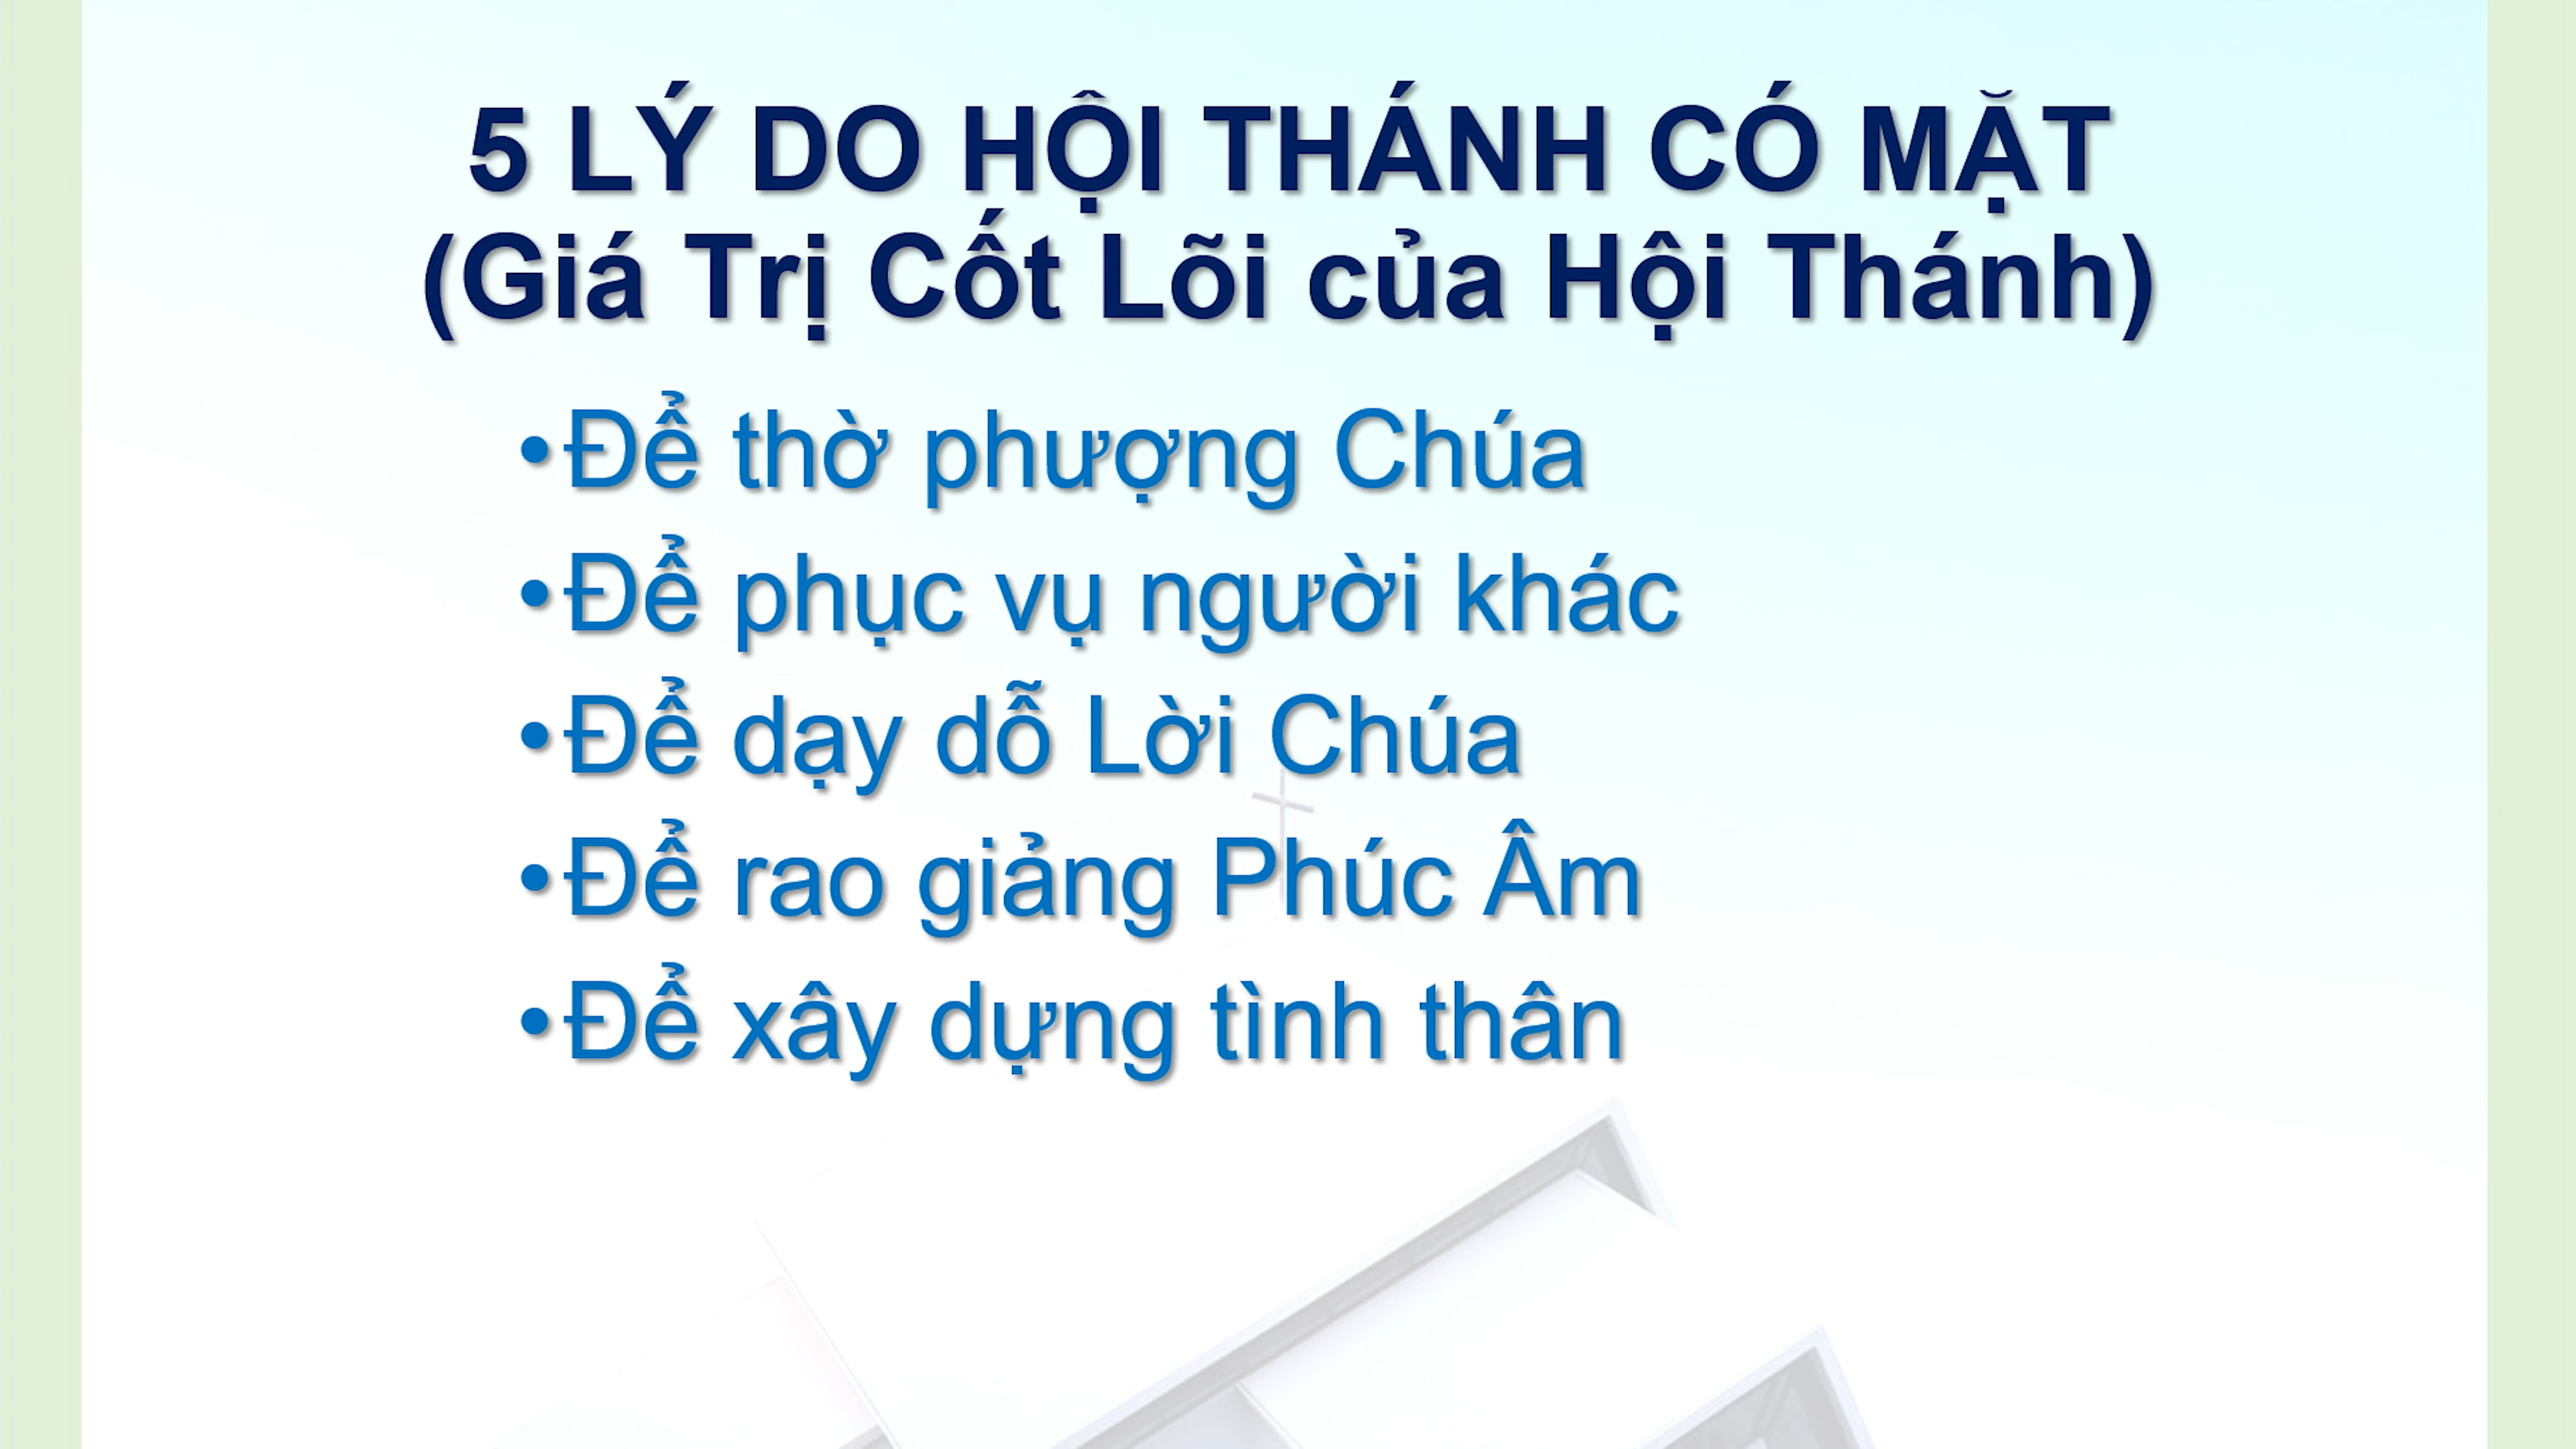 5 LÝ DO HỘI THÁNH CÓ MẶT
(Giá Trị Cốt Lõi của Hội Thánh)
•Để thờ phượng Chúa
•Để phục vụ người khác
•Để dạy dỗ Lời Chúa
•Để rao giảng Phúc Âm
•Để xây dựng tình thân